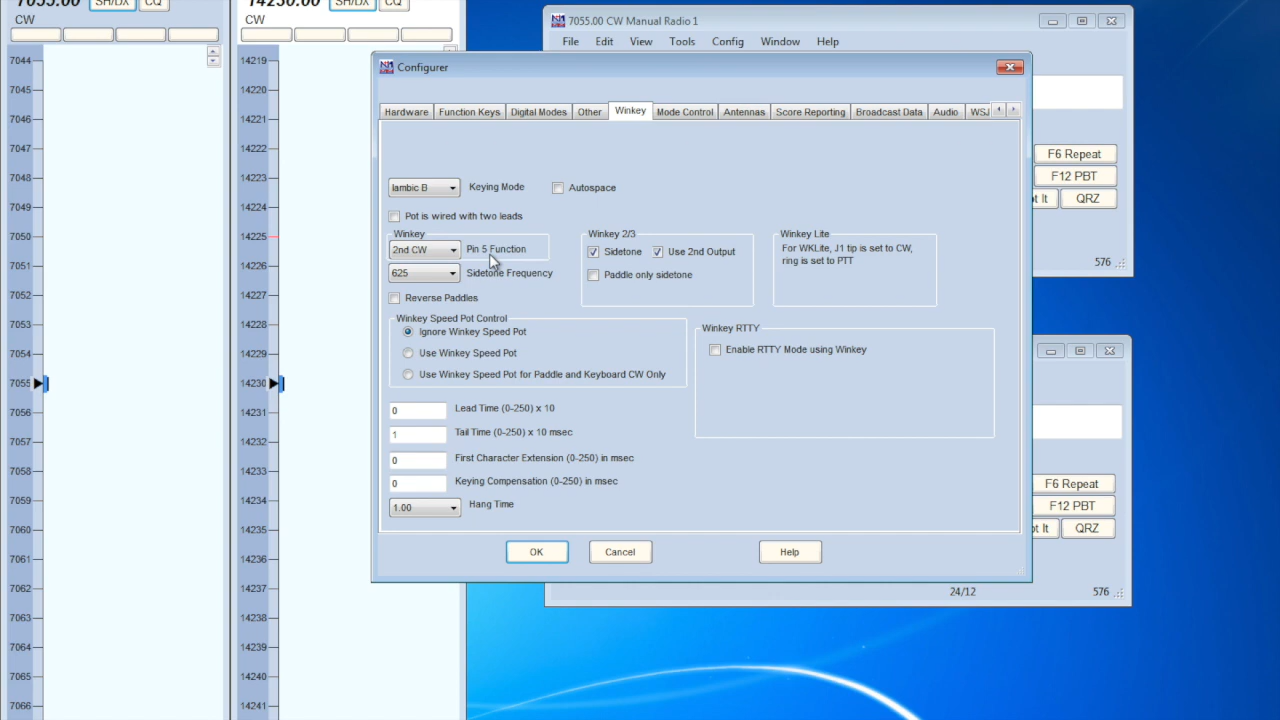 7055.00 SH/DX CQ
14230.00 SH/DX CQ
CW
CW
7044
7045
7046
7047
7048
7049
7050
7051
7052
7053
7054
7055
7056
7057
7058
7059
7060
7061
7062
7063
7064
7065
7066
14219
14220
14221
14222
14223
14224
14225
14226
14227
14228
14229
14230
14231
14232
14233
14234
14235
14236
14237
14238
14239
14240
14241
7055.00 CW Manual Radio 1
File Edit View Tools Config Window Help
Configurer
Hardware Function Keys Digital Modes Other Winkey Mode Control Antennas Score Reporting Broadcast Data Audio WSJ
Iambic B Keying Mode Autospace
Pot is wired with two leads
Winkey
2nd CW Pin 5 Function
625 Sidetone Frequency
Reverse Paddles
Winkey 2/3
Sidetone Use 2nd Output
Paddle only sidetone
Winkey Lite
For WKLite, J1 tip is set to CW,
ring is set to PTT
Winkey Speed Pot Control
Ignore Winkey Speed Pot
Use Winkey Speed Pot
Use Winkey Speed Pot for Paddle and Keyboard CW Only
Winkey RTTY
Enable RTTY Mode using Winkey
0 Lead Time (0-250) x 10
1 Tail Time (0-250) x 10 msec
0 First Character Extension (0-250) in msec
0 Keying Compensation (0-250) in msec
1.00 Hang Time
OK Cancel Help
F6 Repeat
F12 PBT
t It QRZ
576
F6 Repeat
F12 PBT
t It QRZ
24/12 576